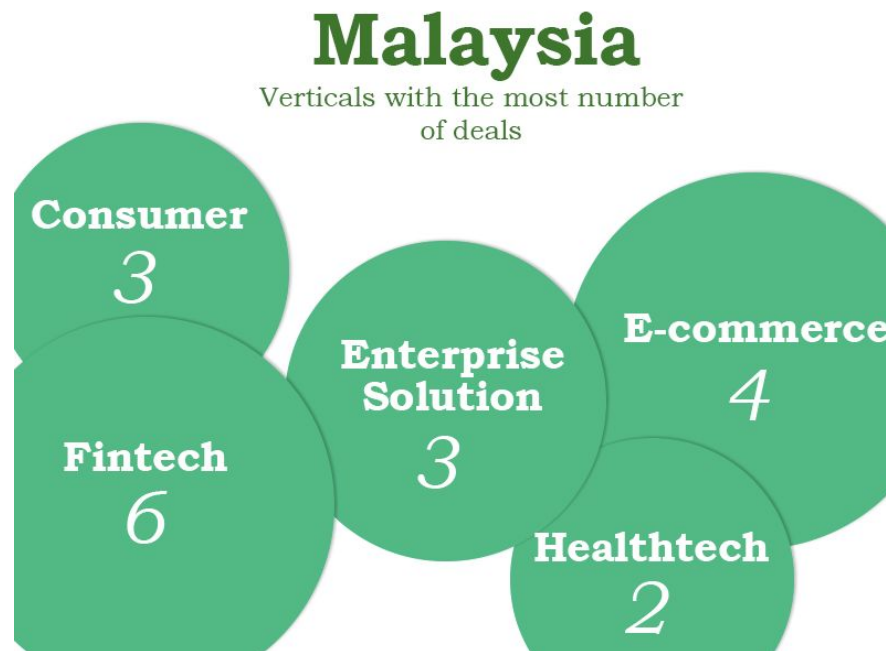 Malaysia
Verticals with the most number
of deals
Consumer
3
Enterprise
Solution
3
E-commerce
4
Fintech
6
Healthtech
2